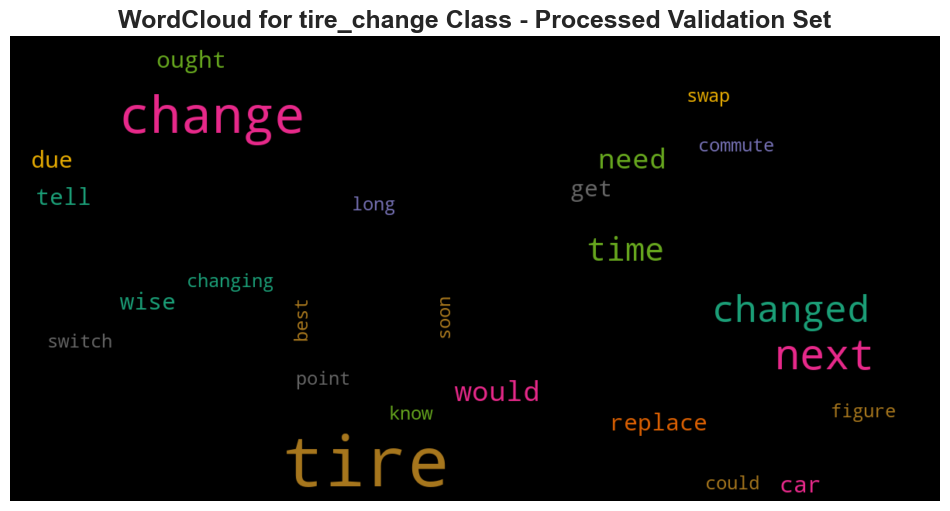 WordCloud for tire_change Class - Processed Validation Set
ought
change
swap
commute
due
need
tell
get
long
time
changing
wise
best
soon
changed
switch
next
point
would
know
figure
replace
tire
could
car